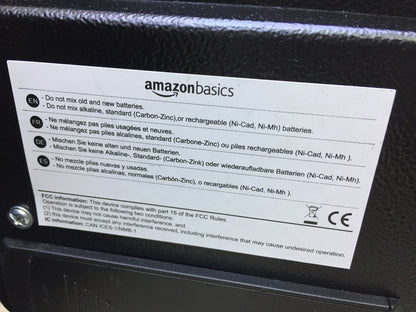 amazonbasics
EN - Do not mix old and new batteries.
- Do not mix alkaline, standard (Carbon-Zinc),or rechargeable (Ni-Cad, Ni-Mh) batteries.
FR - Ne mélangez pas piles usagées et neuves.
- Ne mélangez pas piles alcalines, standard (Carbone-Zinc) ou piles rechargeables (Ni-Cad, Ni-Mh ).
DE - Mischen Sie keine alten und neuen Batterien.
- Mischen Sie keine Alkaline-, Standard- (Carbon-Zink) oder wiederaufladbare Batterien (Ni-Cad, Ni-Mh).
ES - No mezcle pilas nuevas y usadas.
- No mezcle pilas alcalinas, normales (Carbón-Zinc), o recargables (Ni-Cad, Ni-Mh ).
FCC Information: This device complies with part 15 of the FCC Rules.
Operation is subject to the following two conditions:
(1) This device may not cause harmful interference, and
(2) this device must accept any interference received, including interference that may cause undesired operation.
IC Information: CAN ICES-1/NMB-1
CE